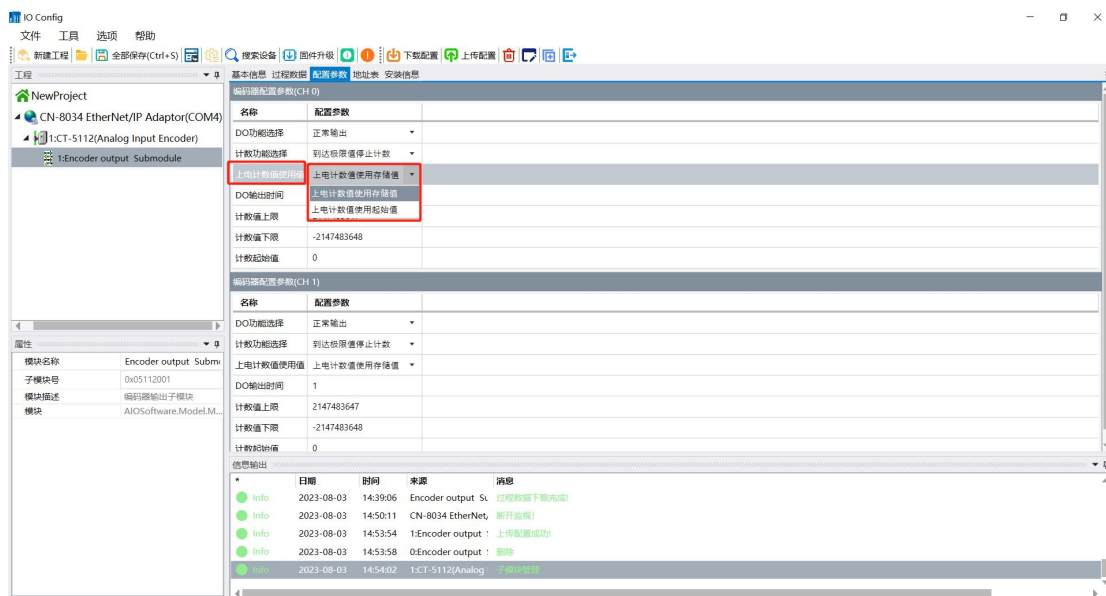 IO Config
文件 工具 选项 帮助
新建工程 全部保存(Ctrl+S) 搜索设备 固件升级 下载配置 上传配置
工程
基本信息 过程数据 配置参数 地址表 安装信息
NewProject
CN-8034 EtherNet/IP Adaptor(COM4)
1:CT-5112(Analog Input Encoder)
1:Encoder output Submodule
编码器配置参数(CH 0)
名称 配置参数
DO功能选择 正常输出
计数功能选择 到达极限值停止计数
上电计数值使用值 上电计数值使用存储值
DO输出时间 上电计数值使用存储值
计数值上限 上电计数值使用起始值
计数值下限 -2147483648
计数起始值 0
编码器配置参数(CH 1)
名称 配置参数
DO功能选择 正常输出
计数功能选择 到达极限值停止计数
上电计数值使用值 上电计数值使用存储值
DO输出时间 1
计数值上限 2147483647
计数值下限 -2147483648
计数起始值 0
属性
模块名称 Encoder output Subm
子模块号 0x05112001
模块描述 编码器输出子模块
模块 AIOSoftware.Model.M...
信息输出
* 日期 时间 来源 消息
Info 2023-08-03 14:39:06 Encoder output Su 过程数据下载完成!
Info 2023-08-03 14:50:11 CN-8034 EtherNet/ 断开监视!
Info 2023-08-03 14:53:54 1:Encoder output 上传配置成功!
Info 2023-08-03 14:53:58 0:Encoder output 删除
Info 2023-08-03 14:54:02 1:CT-5112(Analog 子模块管理